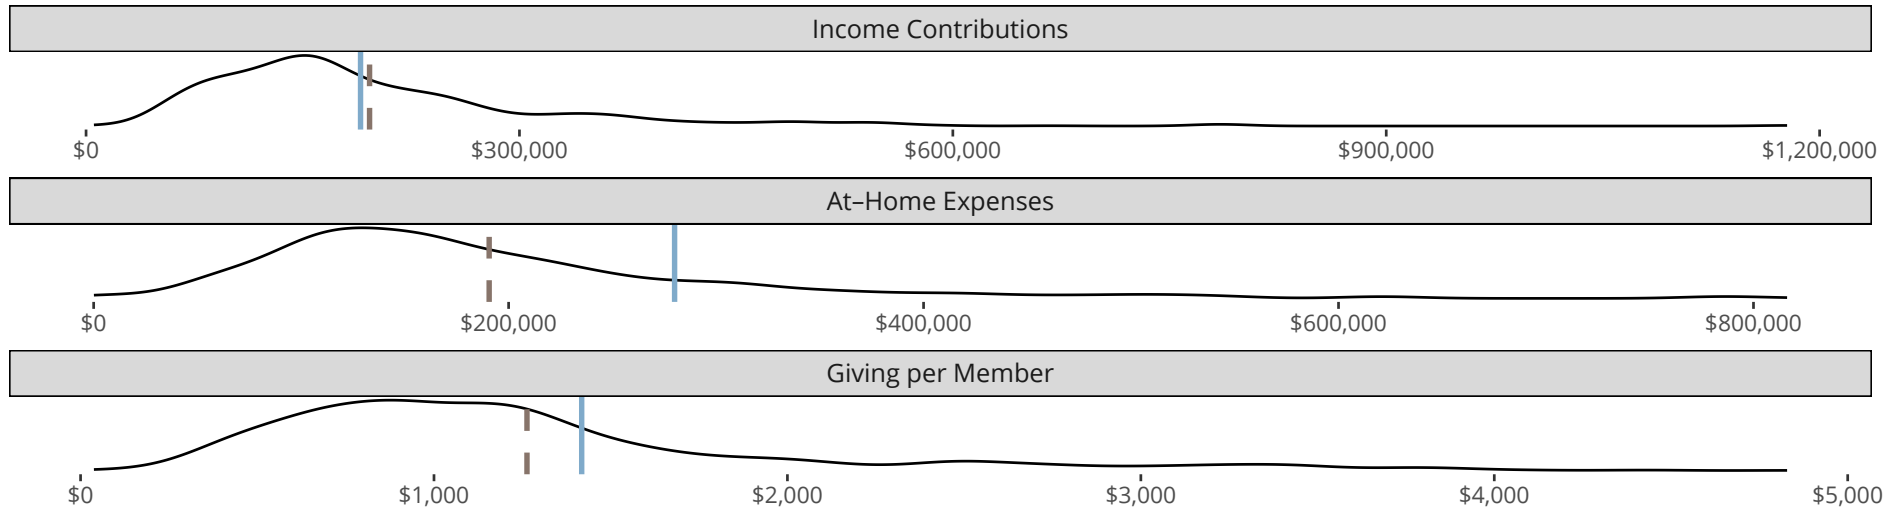 Income Contributions
$0 $300,000 $600,000 $900,000 $1,200,000
At–Home Expenses
$0 $200,000 $400,000 $600,000 $800,000
Giving per Member
$0 $1,000 $2,000 $3,000 $4,000 $5,000